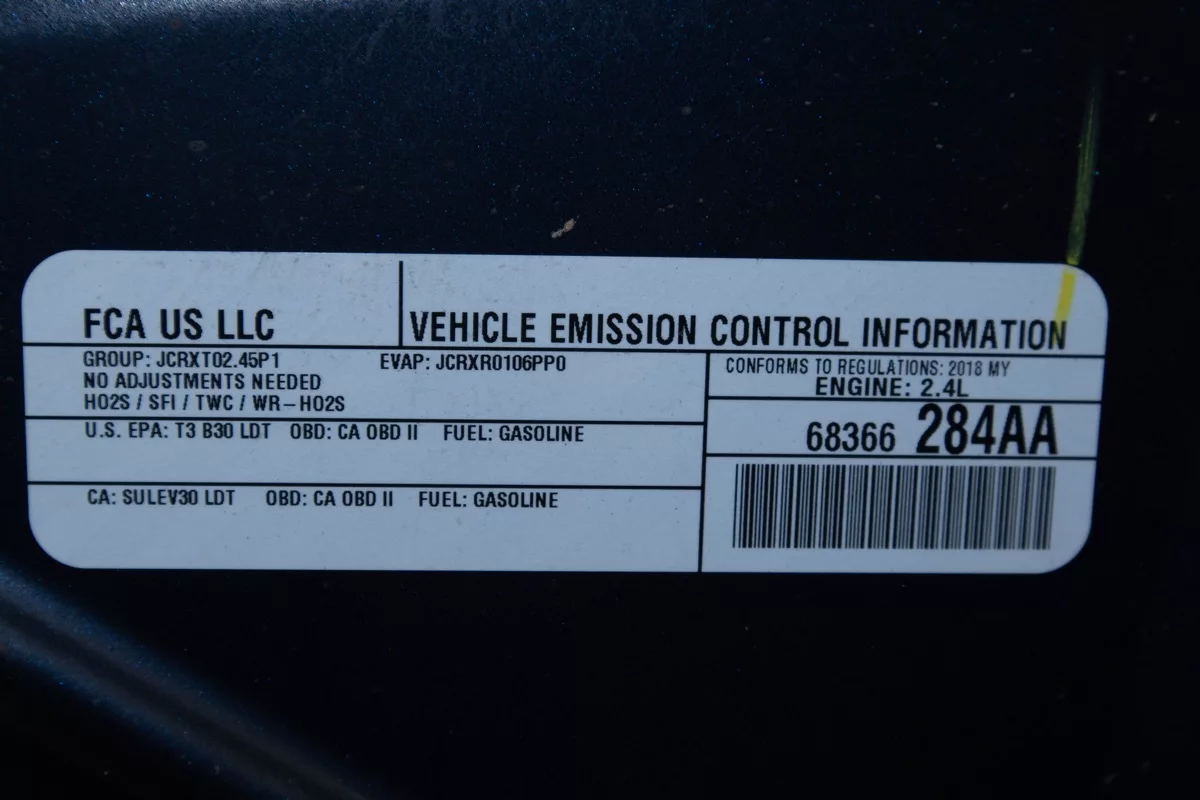 FCA US LLC
VEHICLE EMISSION CONTROL INFORMATION
GROUP: JCRXT02.45P1 EVAP: JCRXR0106PP0
NO ADJUSTMENTS NEEDED
HO2S / SFI / TWC / WR-HO2S
CONFORMS TO REGULATIONS: 2018 MY
ENGINE: 2.4L
68366 284AA
U.S. EPA: T3 B30 LDT OBD: CA OBD II FUEL: GASOLINE
CA: SULEV30 LDT OBD: CA OBD II FUEL: GASOLINE